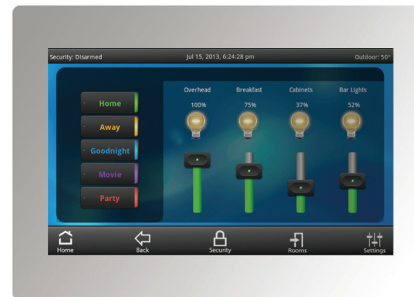 Security: Disarmed Jul 15, 2013, 6:24:28 pm Outdoor: 50°
Home
Away
Goodnight
Movie
Party
Overhead Breakfast Cabinets Bar Lights
100% 75% 37% 52%
Home Back Security Rooms Settings